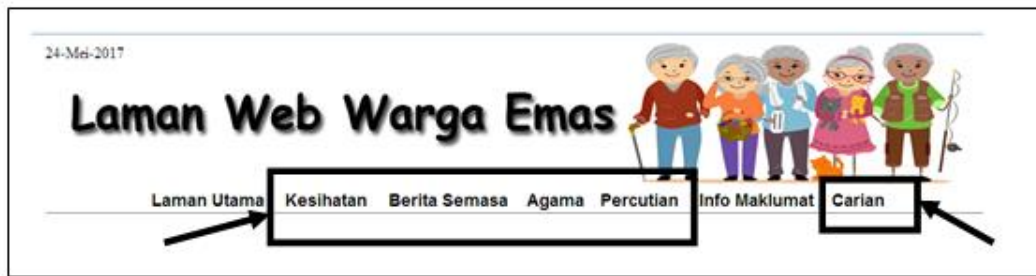 24-Mei-2017
Laman Web Warga Emas
Laman Utama Kesihatan Berita Semasa Agama Percutian Info Maklumat Carian